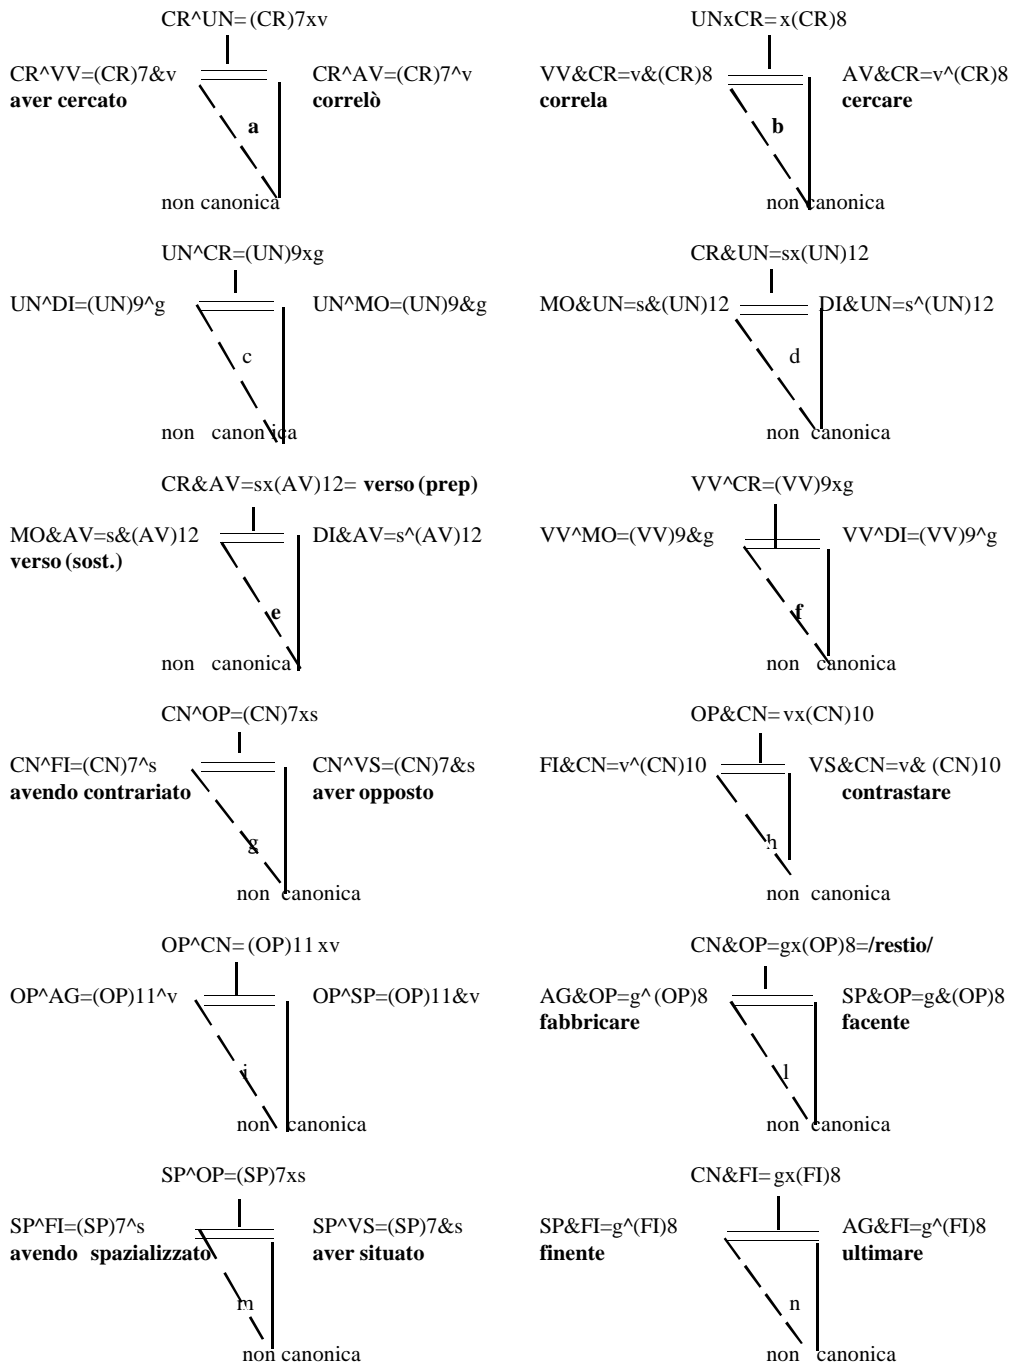 CR^UN=(CR)7xv
CR^VV=(CR)7&v CR^AV=(CR)7^v
aver cercato correlò
a
non canonica
UNxCR=x(CR)8
VV&CR=v&(CR)8 AV&CR=v^(CR)8
correla cercare
b
non canonica
UN^CR=(UN)9xg
UN^DI=(UN)9^g UN^MO=(UN)9&g
c
non canonica
CR&UN=sx(UN)12
MO&UN=s&(UN)12 DI&UN=s^(UN)12
d
non canonica
CR&AV=sx(AV)12= verso (prep)
MO&AV=s&(AV)12 DI&AV=s^(AV)12
verso (sost.)
e
non canonica
VV^CR=(VV)9xg
VV^MO=(VV)9&g VV^DI=(VV)9^g
f
non canonica
CN^OP=(CN)7xs
CN^FI=(CN)7^s CN^VS=(CN)7&s
avendo contrariato aver opposto
g
non canonica
OP&CN=vx(CN)10
FI&CN=v^(CN)10 VS&CN=v& (CN)10
contrastare
h
non canonica
OP^CN=(OP)11xv
OP^AG=(OP)11^v OP^SP=(OP)11&v
i
non canonica
CN&OP=gx(OP)8=/restio/
AG&OP=g^(OP)8 SP&OP=g&(OP)8
fabbricare facente
l
non canonica
SP^OP=(SP)7xs
SP^FI=(SP)7^s SP^VS=(SP)7&s
avendo spazializzato aver situato
m
non canonica
CN&FI=gx(FI)8
SP&FI=g^(FI)8 AG&FI=g^(FI)8
finente ultimare
n
non canonica